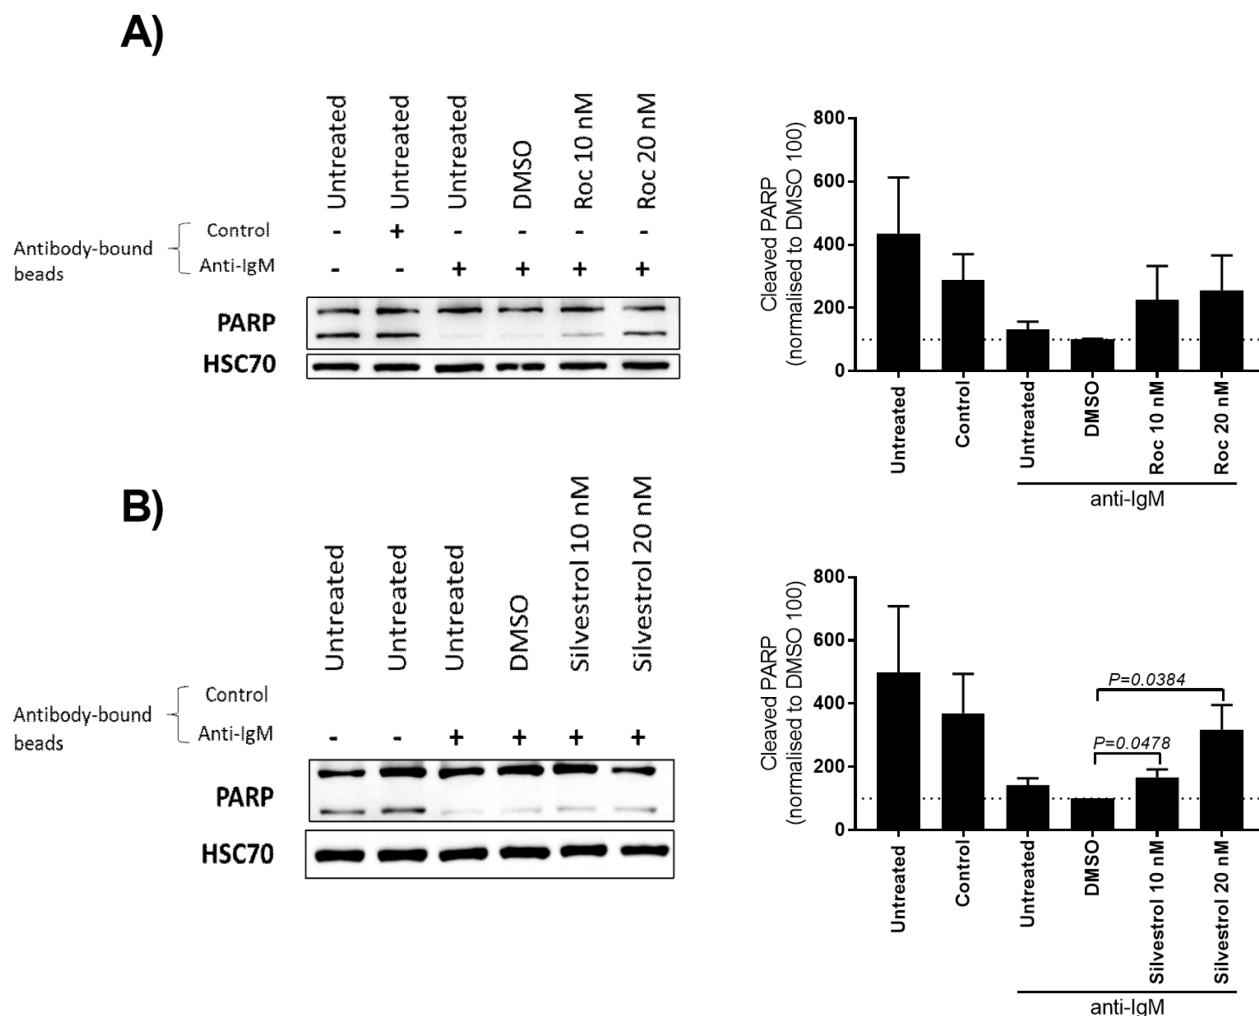 A)
Untreated
Untreated
Untreated
DMSO
Roc 10 nM
Roc 20 nM
Antibody-bound
beads
Control
- + - - - -
Anti-IgM
- - + + + +
PARP
HSC70
Cleaved PARP
(normalised to DMSO 100)
800
600
400
200
0
Untreated
Control
Untreated
DMSO
Roc 10 nM
Roc 20 nM
anti-IgM
B)
Untreated
Untreated
Untreated
DMSO
Silvestrol 10 nM
Silvestrol 20 nM
Antibody-bound
beads
Control
Anti-IgM
- - + + + +
PARP
HSC70
Cleaved PARP
(normalised to DMSO 100)
800
600
400
200
0
P=0.0384
P=0.0478
Untreated
Control
Untreated
DMSO
Silvestrol 10 nM
Silvestrol 20 nM
anti-IgM